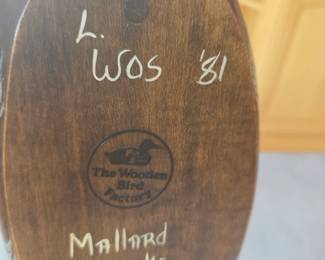 L.
WOS '81
The Wooden
Bird
Factory
MALLARD